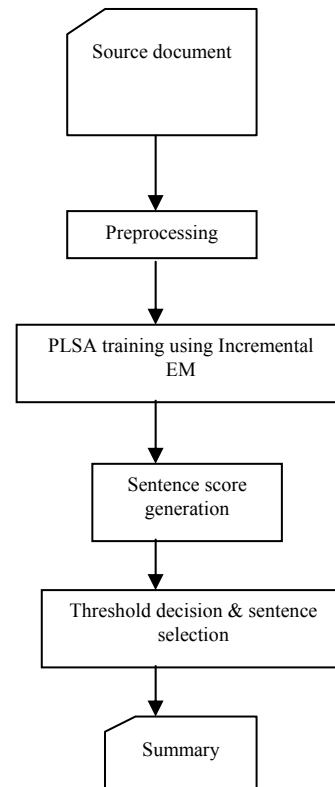 Source document
Preprocessing
PLSA training using Incremental
EM
Sentence score
generation
Threshold decision & sentence
selection
Summary